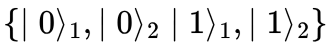 {| 0⟩₁, | 0⟩₂ | 1⟩₁, | 1⟩₂}